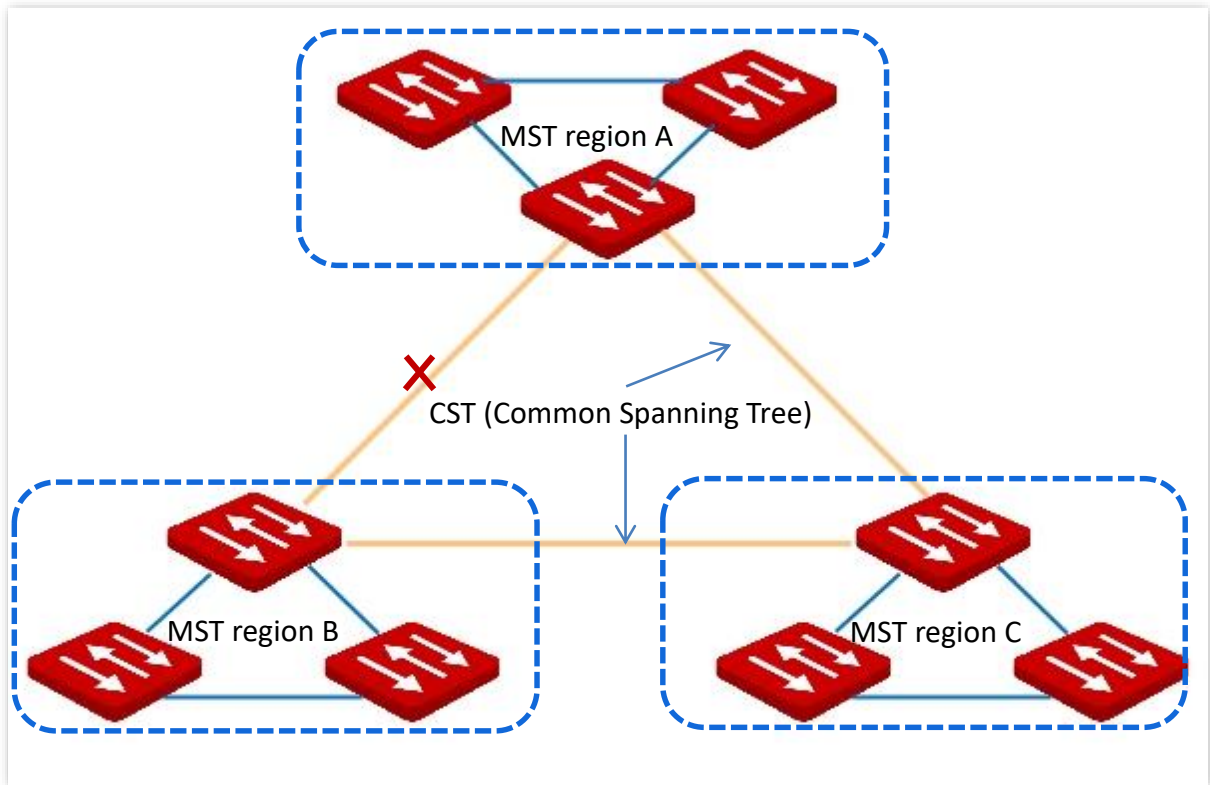 MST region A
CST (Common Spanning Tree)
MST region B
MST region C